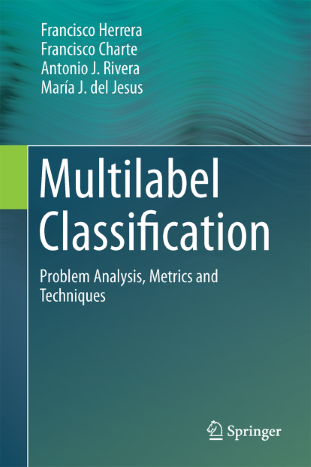 Francisco Herrera
Francisco Charte
Antonio J. Rivera
María J. del Jesus
Multilabel
Classification
Problem Analysis, Metrics and
Techniques
Springer